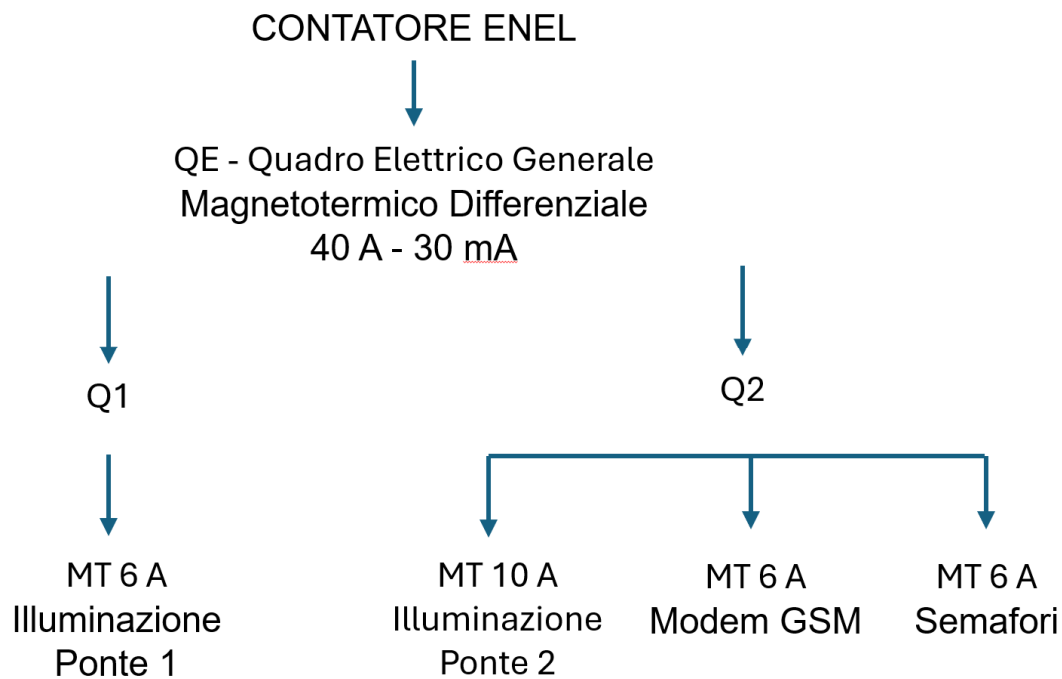 CONTATORE ENEL
QE - Quadro Elettrico Generale
Magnetotermico Differenziale
40 A - 30 mA
Q1
Q2
MT 6 A
Illuminazione
Ponte 1
MT 10 A
Illuminazione
Ponte 2
MT 6 A
Modem GSM
MT 6 A
Semafori